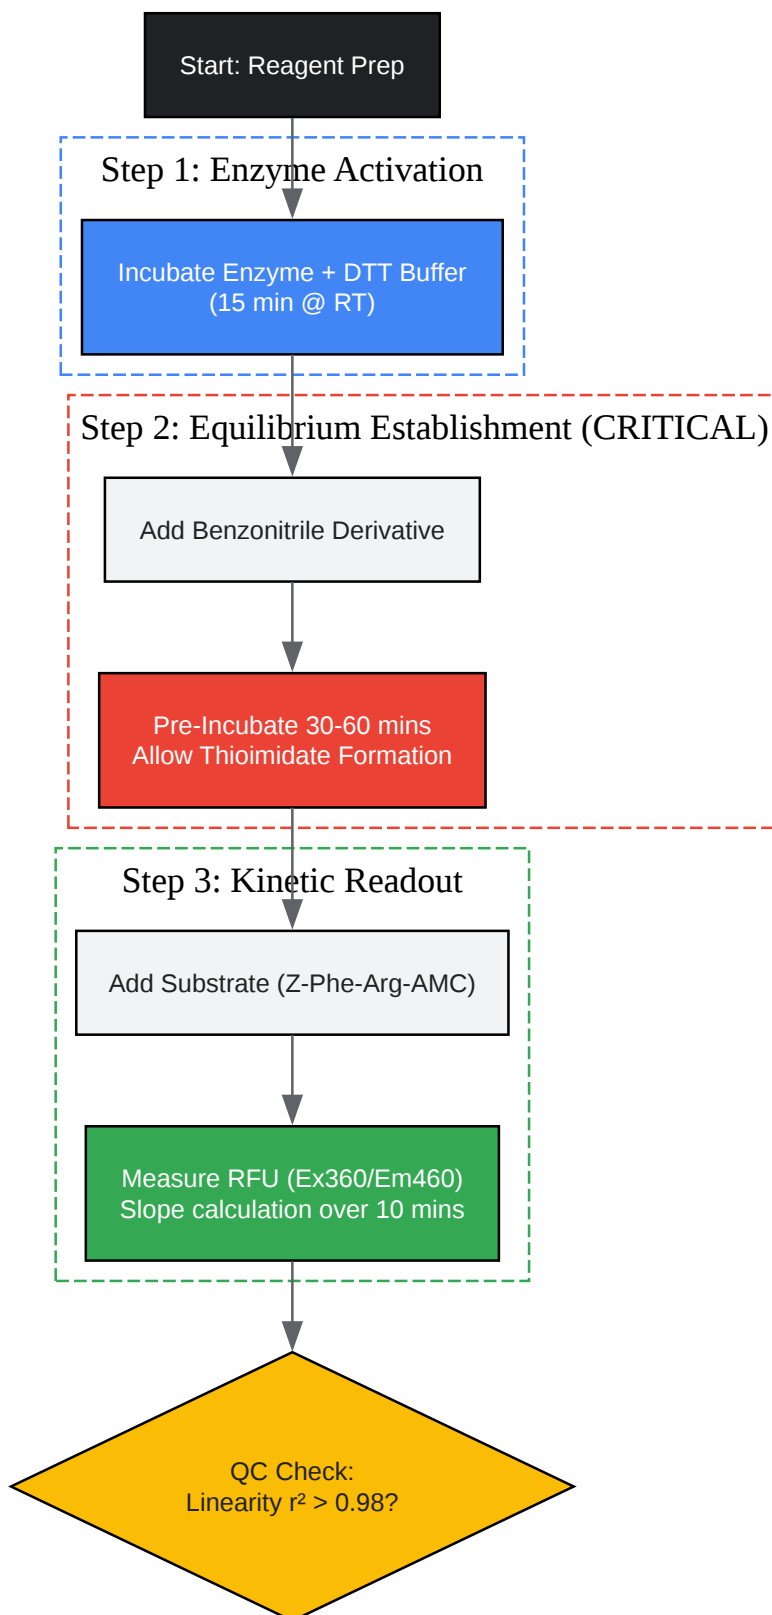 Start: Reagent Prep
Step 1: Enzyme Activation
Incubate Enzyme + DTT Buffer
(15 min @ RT)
Step 2: Equilibrium Establishment (CRITICAL)
Add Benzonitrile Derivative
Pre-Incubate 30-60 mins
Allow Thioimidate Formation
Step 3: Kinetic Readout
Add Substrate (Z-Phe-Arg-AMC)
Measure RFU (Ex360/Em460)
Slope calculation over 10 mins
QC Check:
Linearity r² > 0.98?